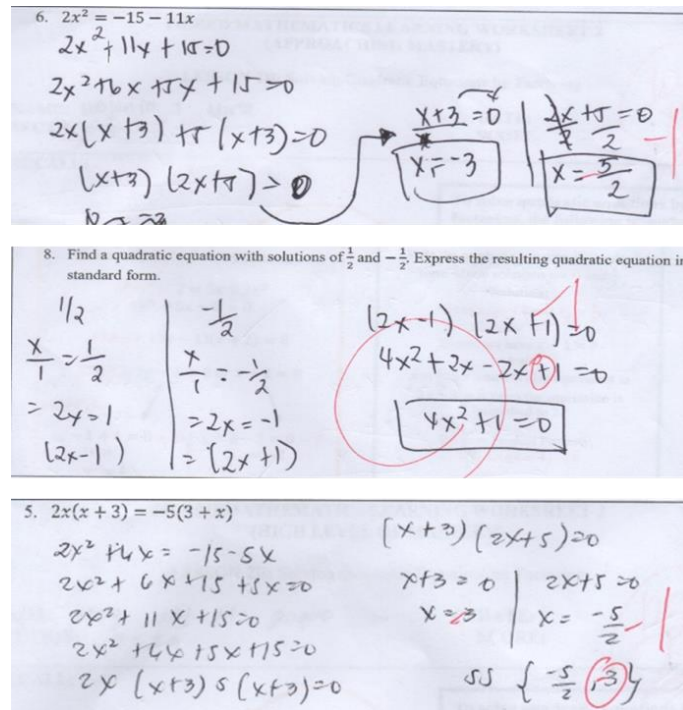 6. 2x² = −15 − 11x
2x² + 11x + 15 = 0
2x² + 6x + 5x + 15 = 0
2x(x + 3) + 5(x+3) = 0
(x+3) (2x+5) = 0
x+3 = 0
x = -3
2x + 5 = 0
2 2
x = -5/2
-1
8. Find a quadratic equation with solutions of 1/2 and −1/2. Express the resulting quadratic equation in
standard form.
1/2
x/1 = 1/2
= 2x = 1
(2x-1)
-1/2
x/1 = -1/2
= 2x = -1
= (2x+1)
(2x-1) (2x+1) = 0
4x² + 2x - 2x + 1 = 0
4x² + 1 = 0
-1
5. 2x(x + 3) = −5(3 + x)
2x² + 6x = -15 - 5x
2x² + 6x + 15 + 5x = 0
2x² + 11x + 15 = 0
2x² + 6x + 5x + 15 = 0
2x (x+3) 5 (x+3) = 0
(x+3) (2x+5) = 0
x+3 = 0
x = 3
2x+5 = 0
x = -5/2
-1
SS { -5/2, 3}